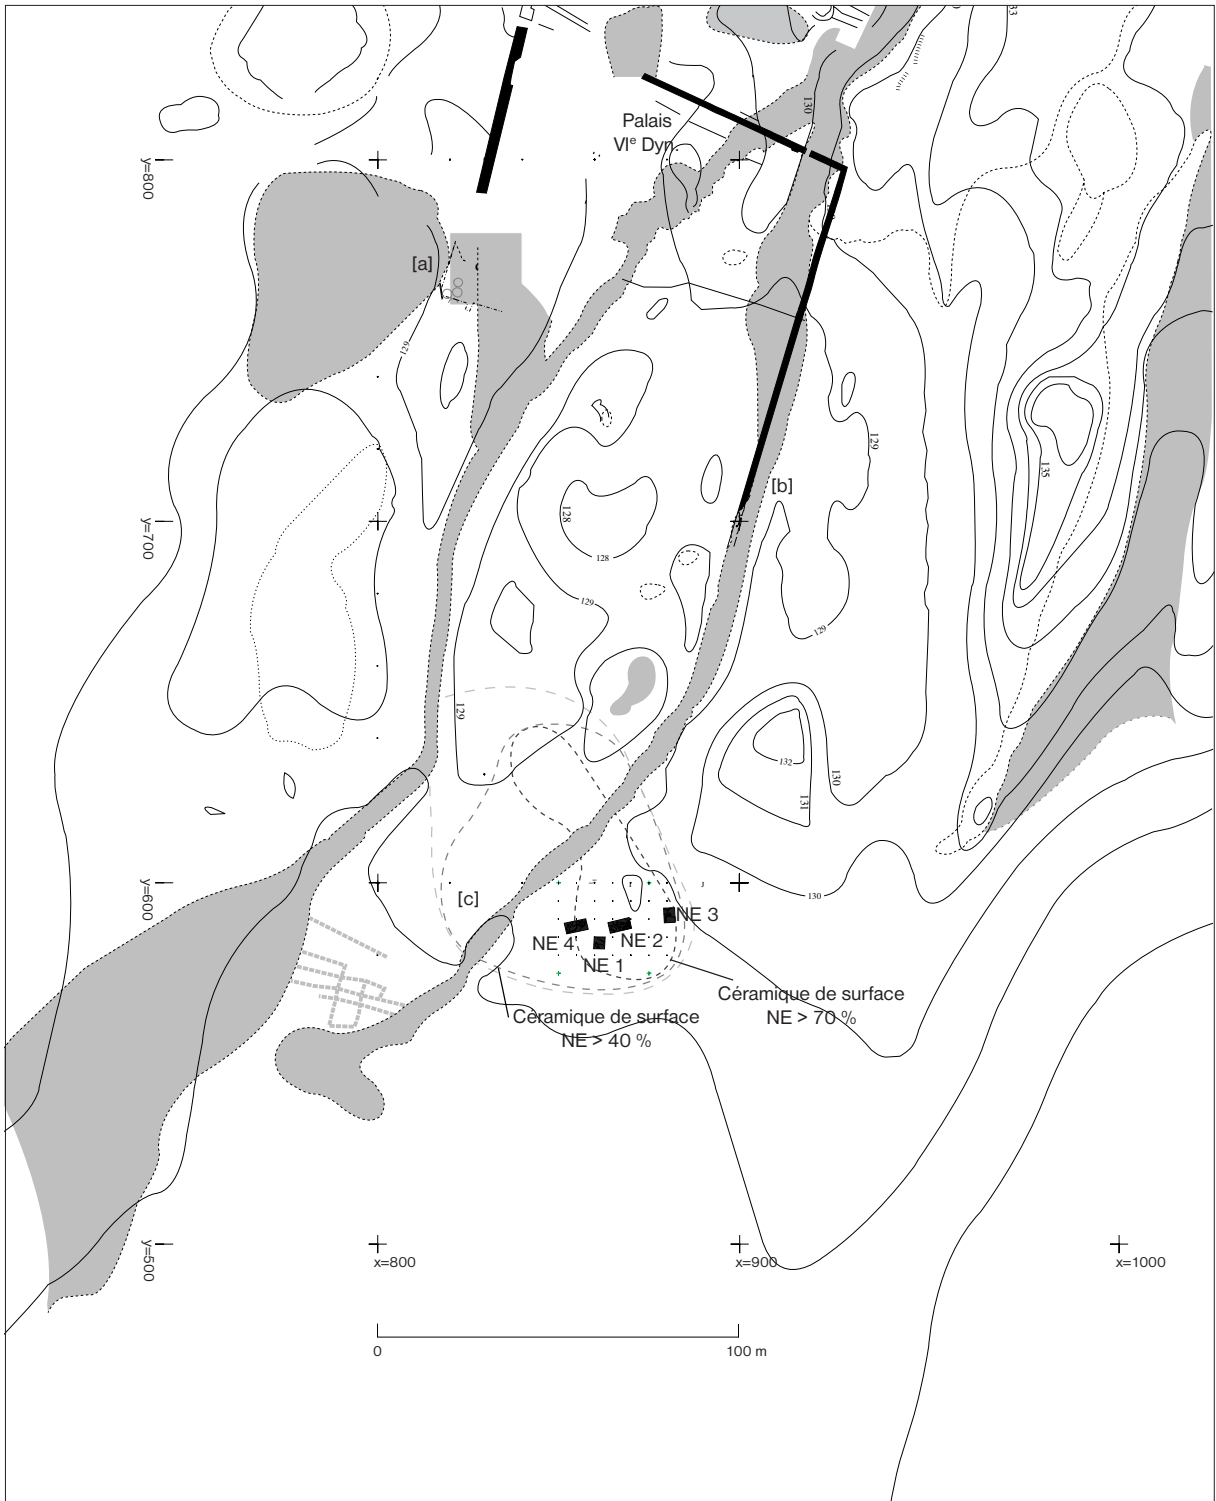 33
130
Palais
VIᵉ Dyn.
y=800
[a]
129
129
135
[b]
128
y=700
128
129
129
129
132
130
131
y=600
130
[c]
NE 3
NE 4
NE 2
NE 1
Céramique de surface
NE > 70 %
Céramique de surface
NE > 40 %
y=500
x=800
x=900
x=1000
0
100 m